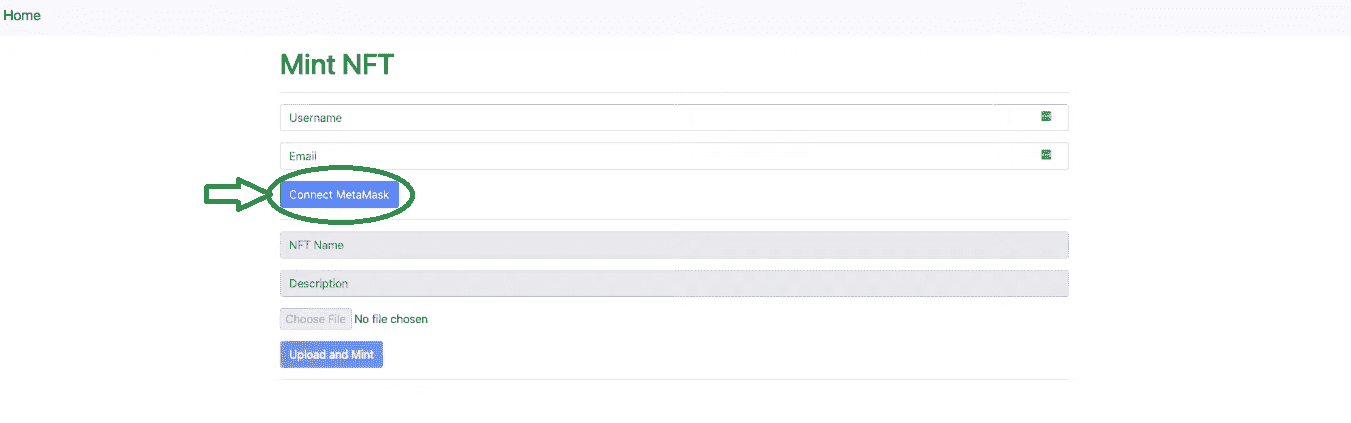 Home
Mint NFT
Username
Email
Connect MetaMask
NFT Name
Description
Choose File No file chosen
Upload and Mint